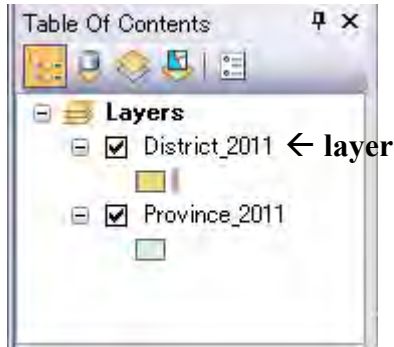 Table Of Contents
Layers
District_2011 ← layer
Province_2011